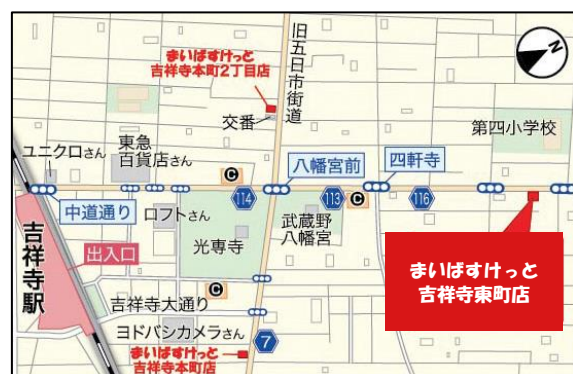 まいばすけっと
吉祥寺本町2丁目店
旧五日市街道
N
交番
第四小学校
ユニクロさん
東急
百貨店さん
C
八幡宮前
四軒寺
中道通り
114
113
C
116
ロフトさん
武蔵野
八幡宮
光専寺
吉祥寺駅
出入口
まいばすけっと
吉祥寺東町店
C
吉祥寺大通り
ヨドバシカメラさん
7
まいばすけっと
吉祥寺本町店